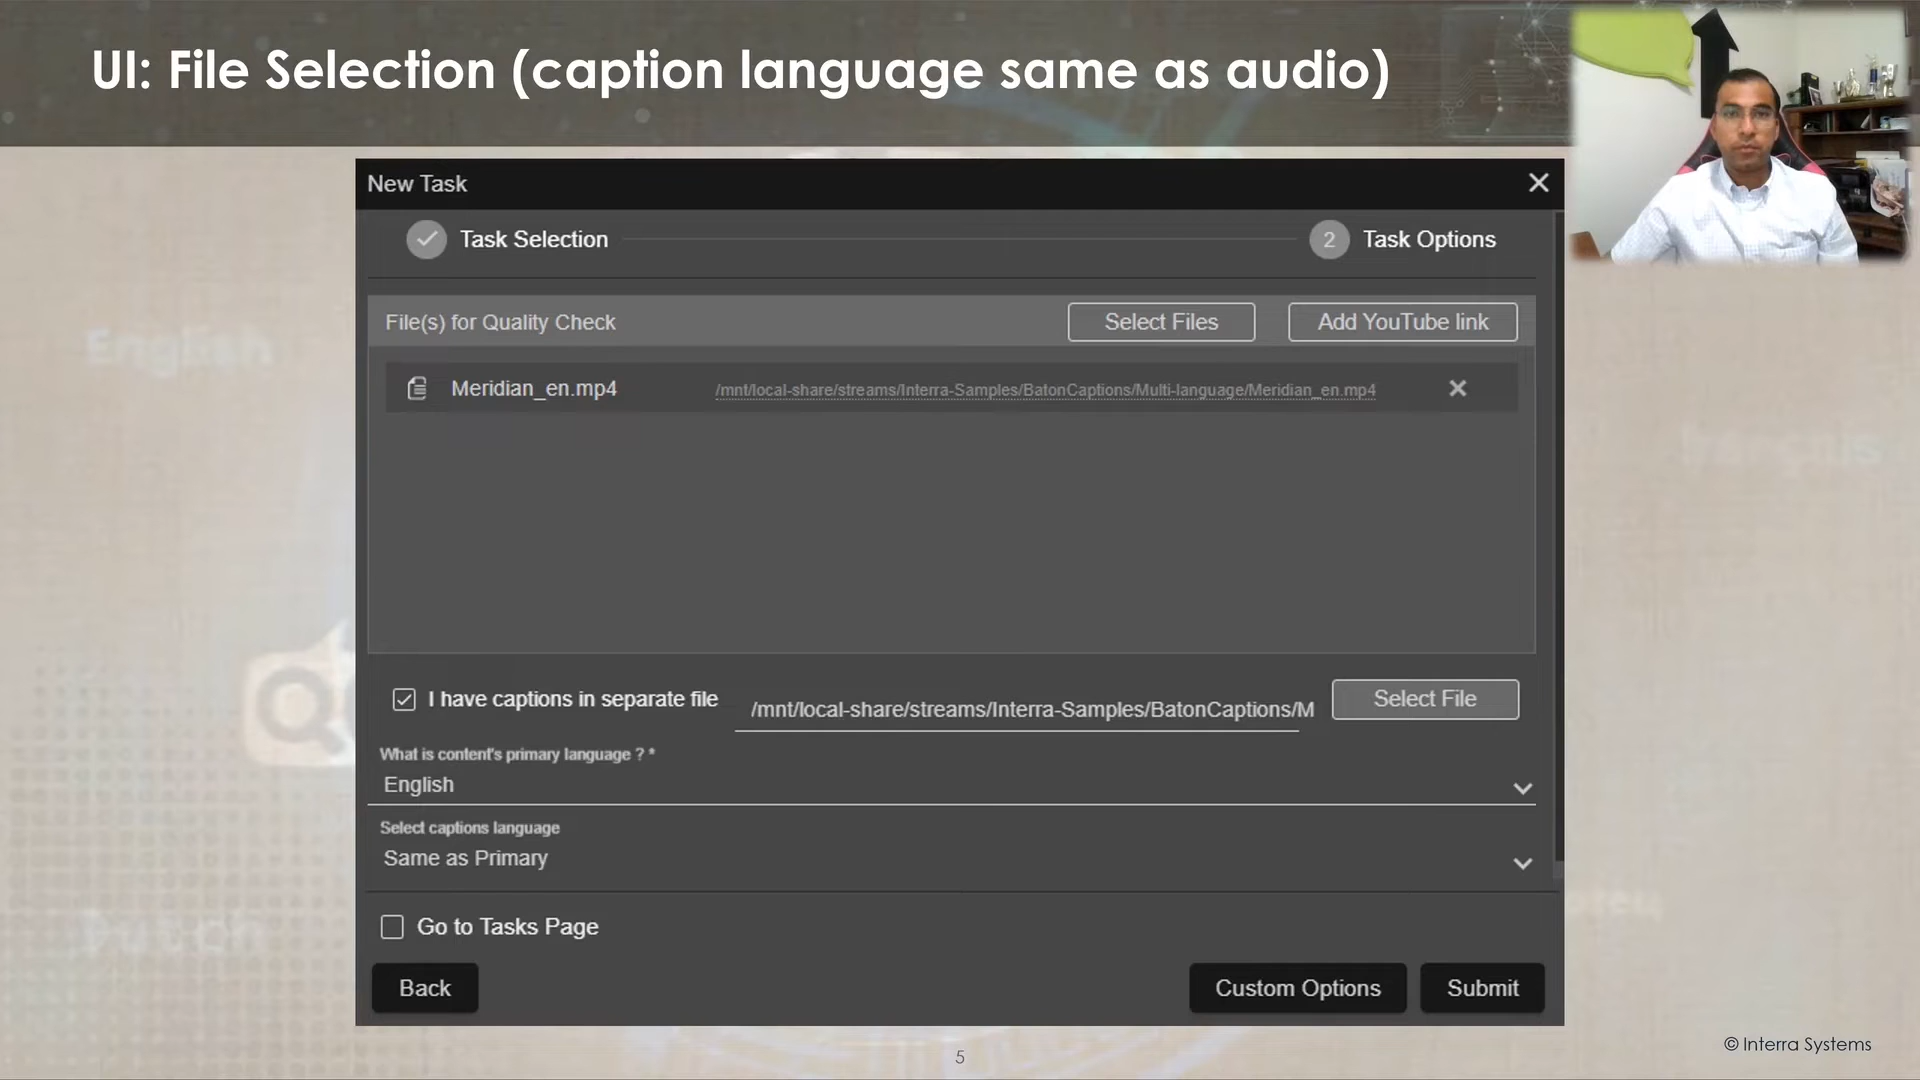 UI: File Selection (caption language same as audio)
New Task
Task Selection
2 Task Options
File(s) for Quality Check
Select Files
Add YouTube link
Meridian_en.mp4
/mnt/local-share/streams/Interra-Samples/BatonCaptions/Multi-language/Meridian_en.mp4
I have captions in separate file
/mnt/local-share/streams/Interra-Samples/BatonCaptions/M
Select File
What is content's primary language ? *
English
Select captions language
Same as Primary
Go to Tasks Page
Back
Custom Options
Submit
English
Dutch
5
© Interra Systems